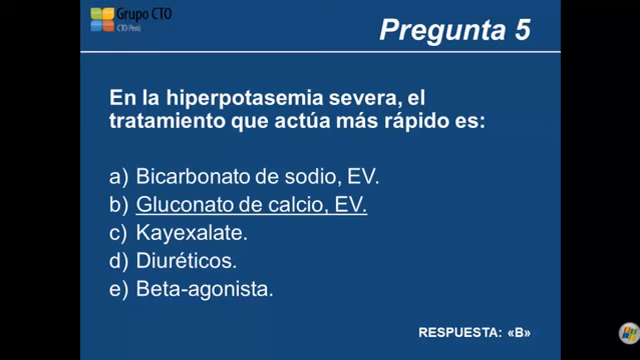 Grupo CTO
CTO Perú
Pregunta 5
En la hiperpotasemia severa, el
tratamiento que actúa más rápido es:
a) Bicarbonato de sodio, EV.
b) Gluconato de calcio, EV.
c) Kayexalate.
d) Diuréticos.
e) Beta-agonista.
RESPUESTA: «B»